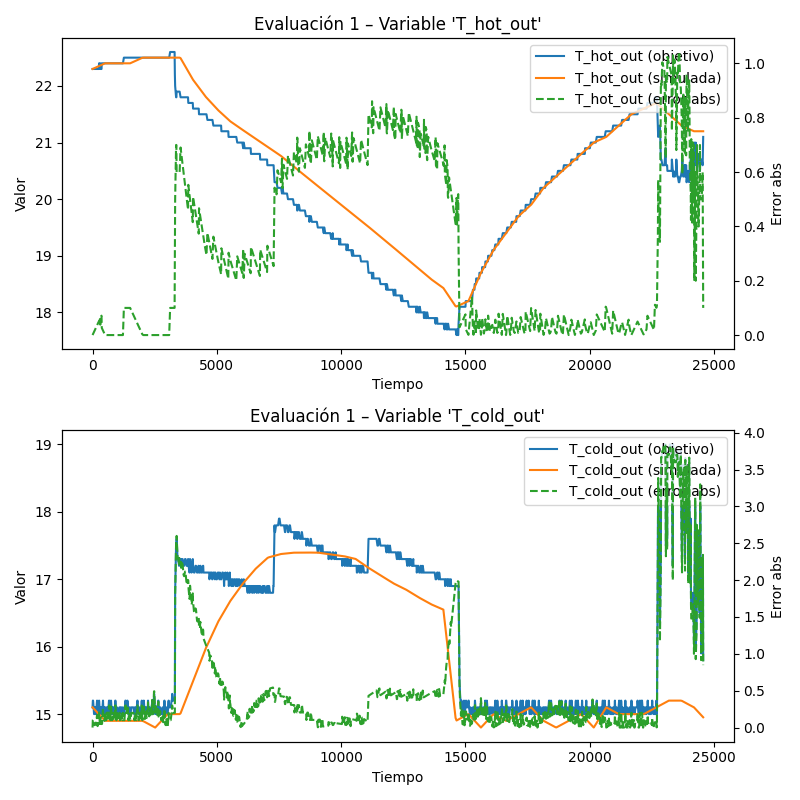 Evaluación 1 – Variable 'T_hot_out'
T_hot_out (objetivo)
T_hot_out (simulada)
T_hot_out (error abs)
Valor
22
21
20
19
18
1.0
0.8
0.6
0.4
0.2
0.0
Error abs
0 5000 10000 15000 20000 25000
Tiempo
Evaluación 1 – Variable 'T_cold_out'
T_cold_out (objetivo)
T_cold_out (simulada)
T_cold_out (error abs)
Valor
19
18
17
16
15
4.0
3.5
3.0
2.5
2.0
1.5
1.0
0.5
0.0
Error abs
0 5000 10000 15000 20000 25000
Tiempo